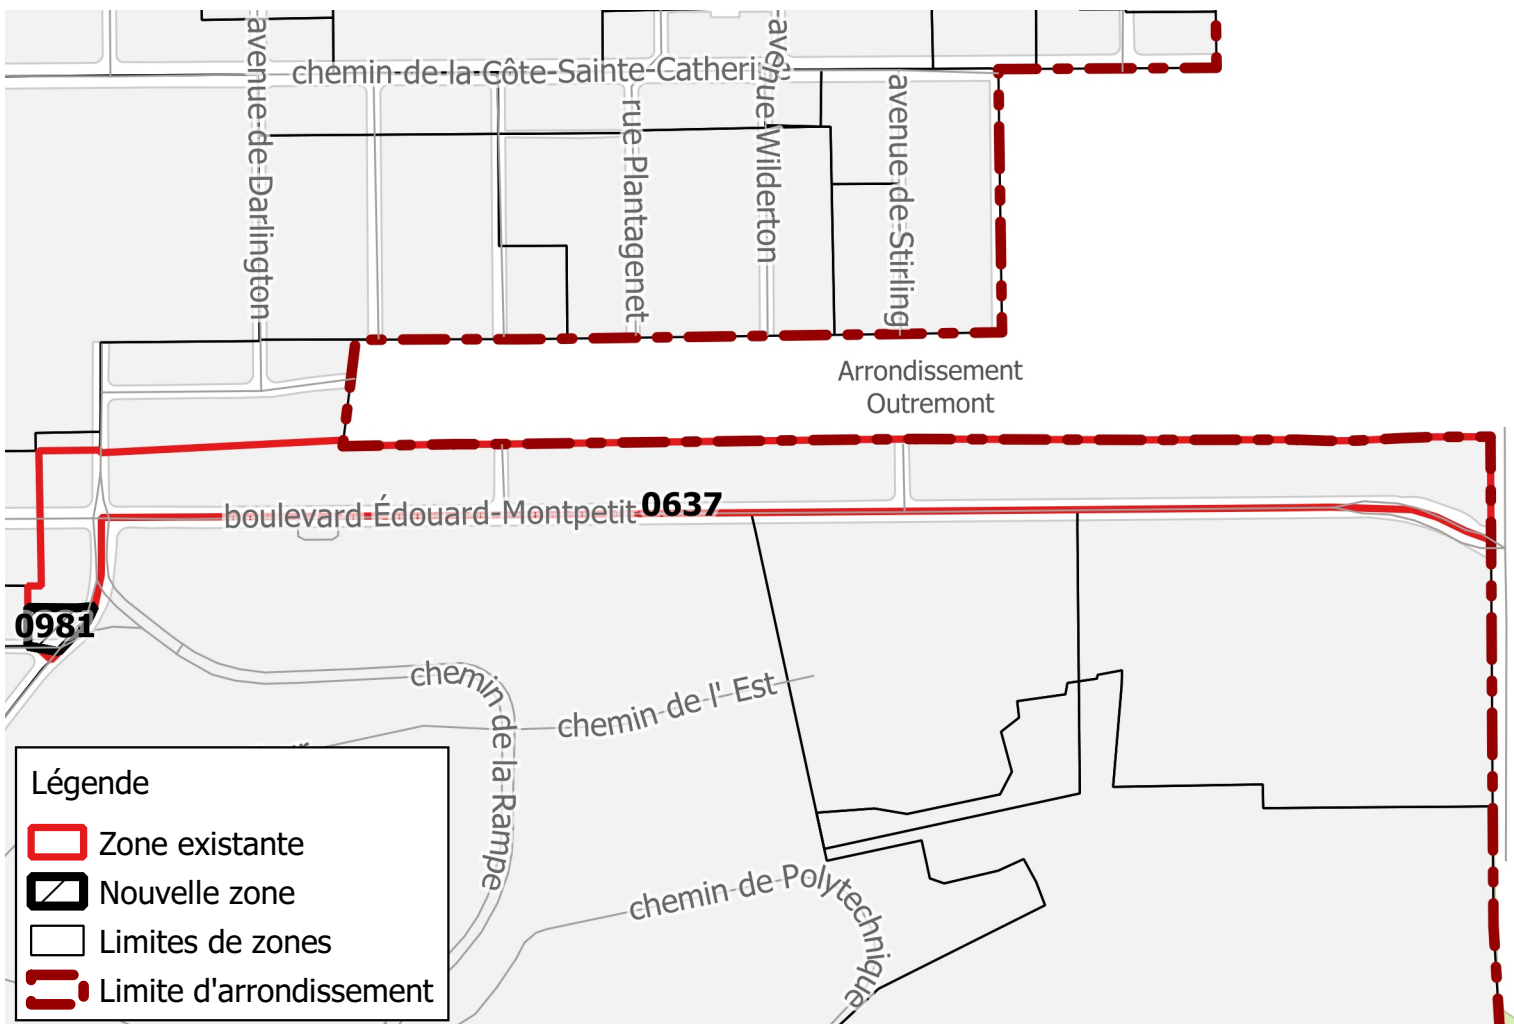 avenue de Darlington
chemin de la Côte-Sainte-Catherine
avenue Wilderton
rue Plantagenet
avenue de Stirling
Arrondissement
Outremont
boulevard Édouard-Montpetit
0637
0981
chemin de la Rampe
chemin de l' Est
chemin de Polytechnique
Légende
Zone existante
Nouvelle zone
Limites de zones
Limite d'arrondissement